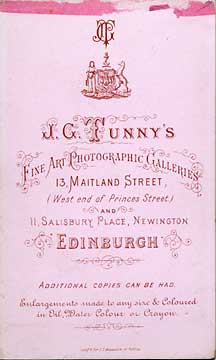 J. G. TUNNY'S
FINE ART PHOTOGRAPHIC GALLERIES
13, MAITLAND STREET,
(West end of Princes Street)
AND
11, SALISBURY PLACE, NEWINGTON
EDINBURGH
ADDITIONAL COPIES CAN BE HAD.
Enlargements made to any size & Coloured
in Oil, Water Colour or Crayon.